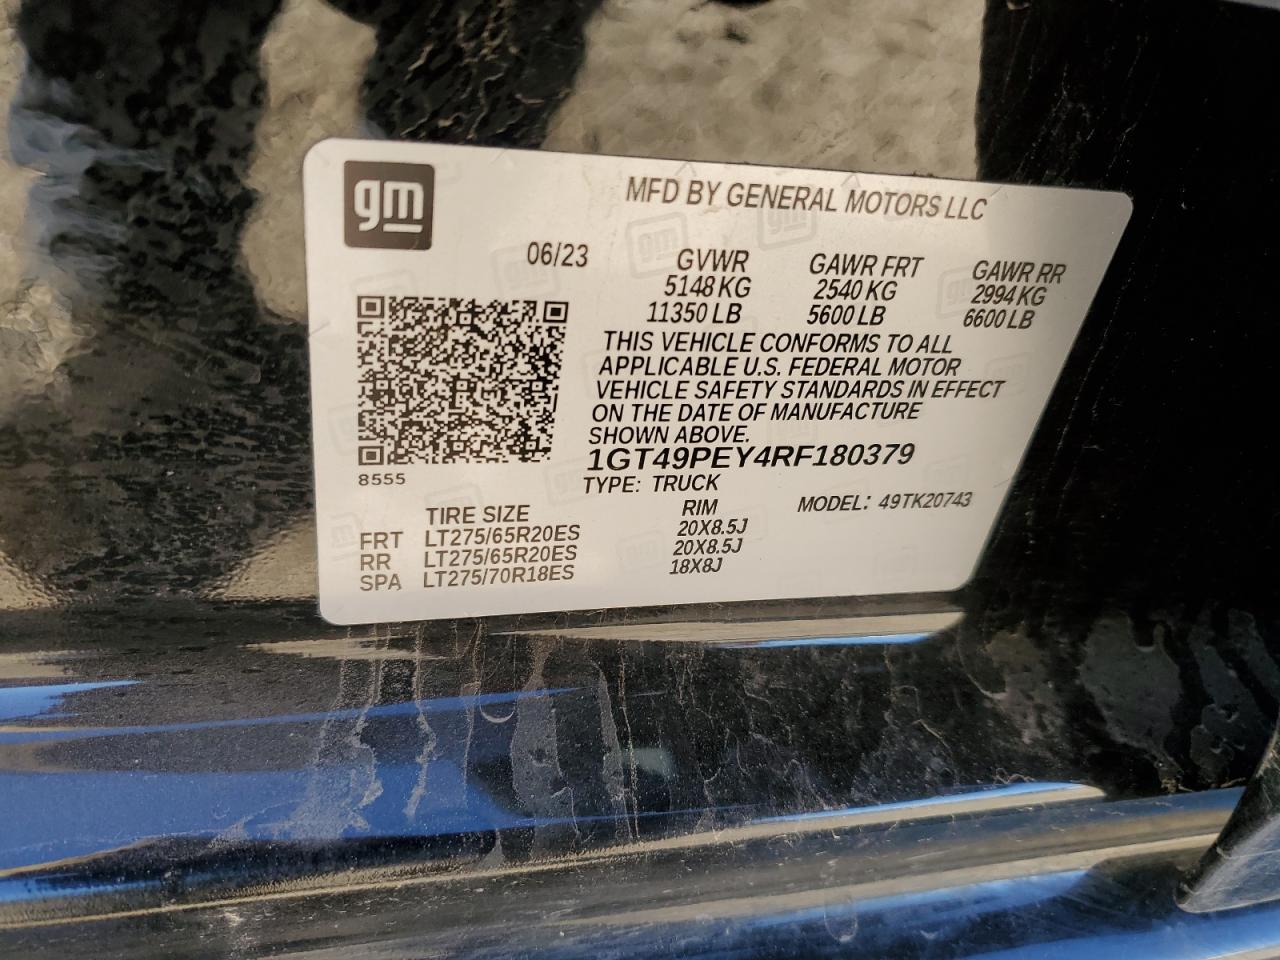 gm
MFD BY GENERAL MOTORS LLC
06/23
GVWR GAWR FRT GAWR RR
5148 KG 2540 KG 2994 KG
11350 LB 5600 LB 6600 LB
THIS VEHICLE CONFORMS TO ALL
APPLICABLE U.S. FEDERAL MOTOR
VEHICLE SAFETY STANDARDS IN EFFECT
ON THE DATE OF MANUFACTURE
SHOWN ABOVE.
1GT49PEY4RF180379
8555
TYPE: TRUCK
MODEL: 49TK20743
TIRE SIZE RIM
FRT LT275/65R20ES 20X8.5J
RR LT275/65R20ES 20X8.5J
SPA LT275/70R18ES 18X8J